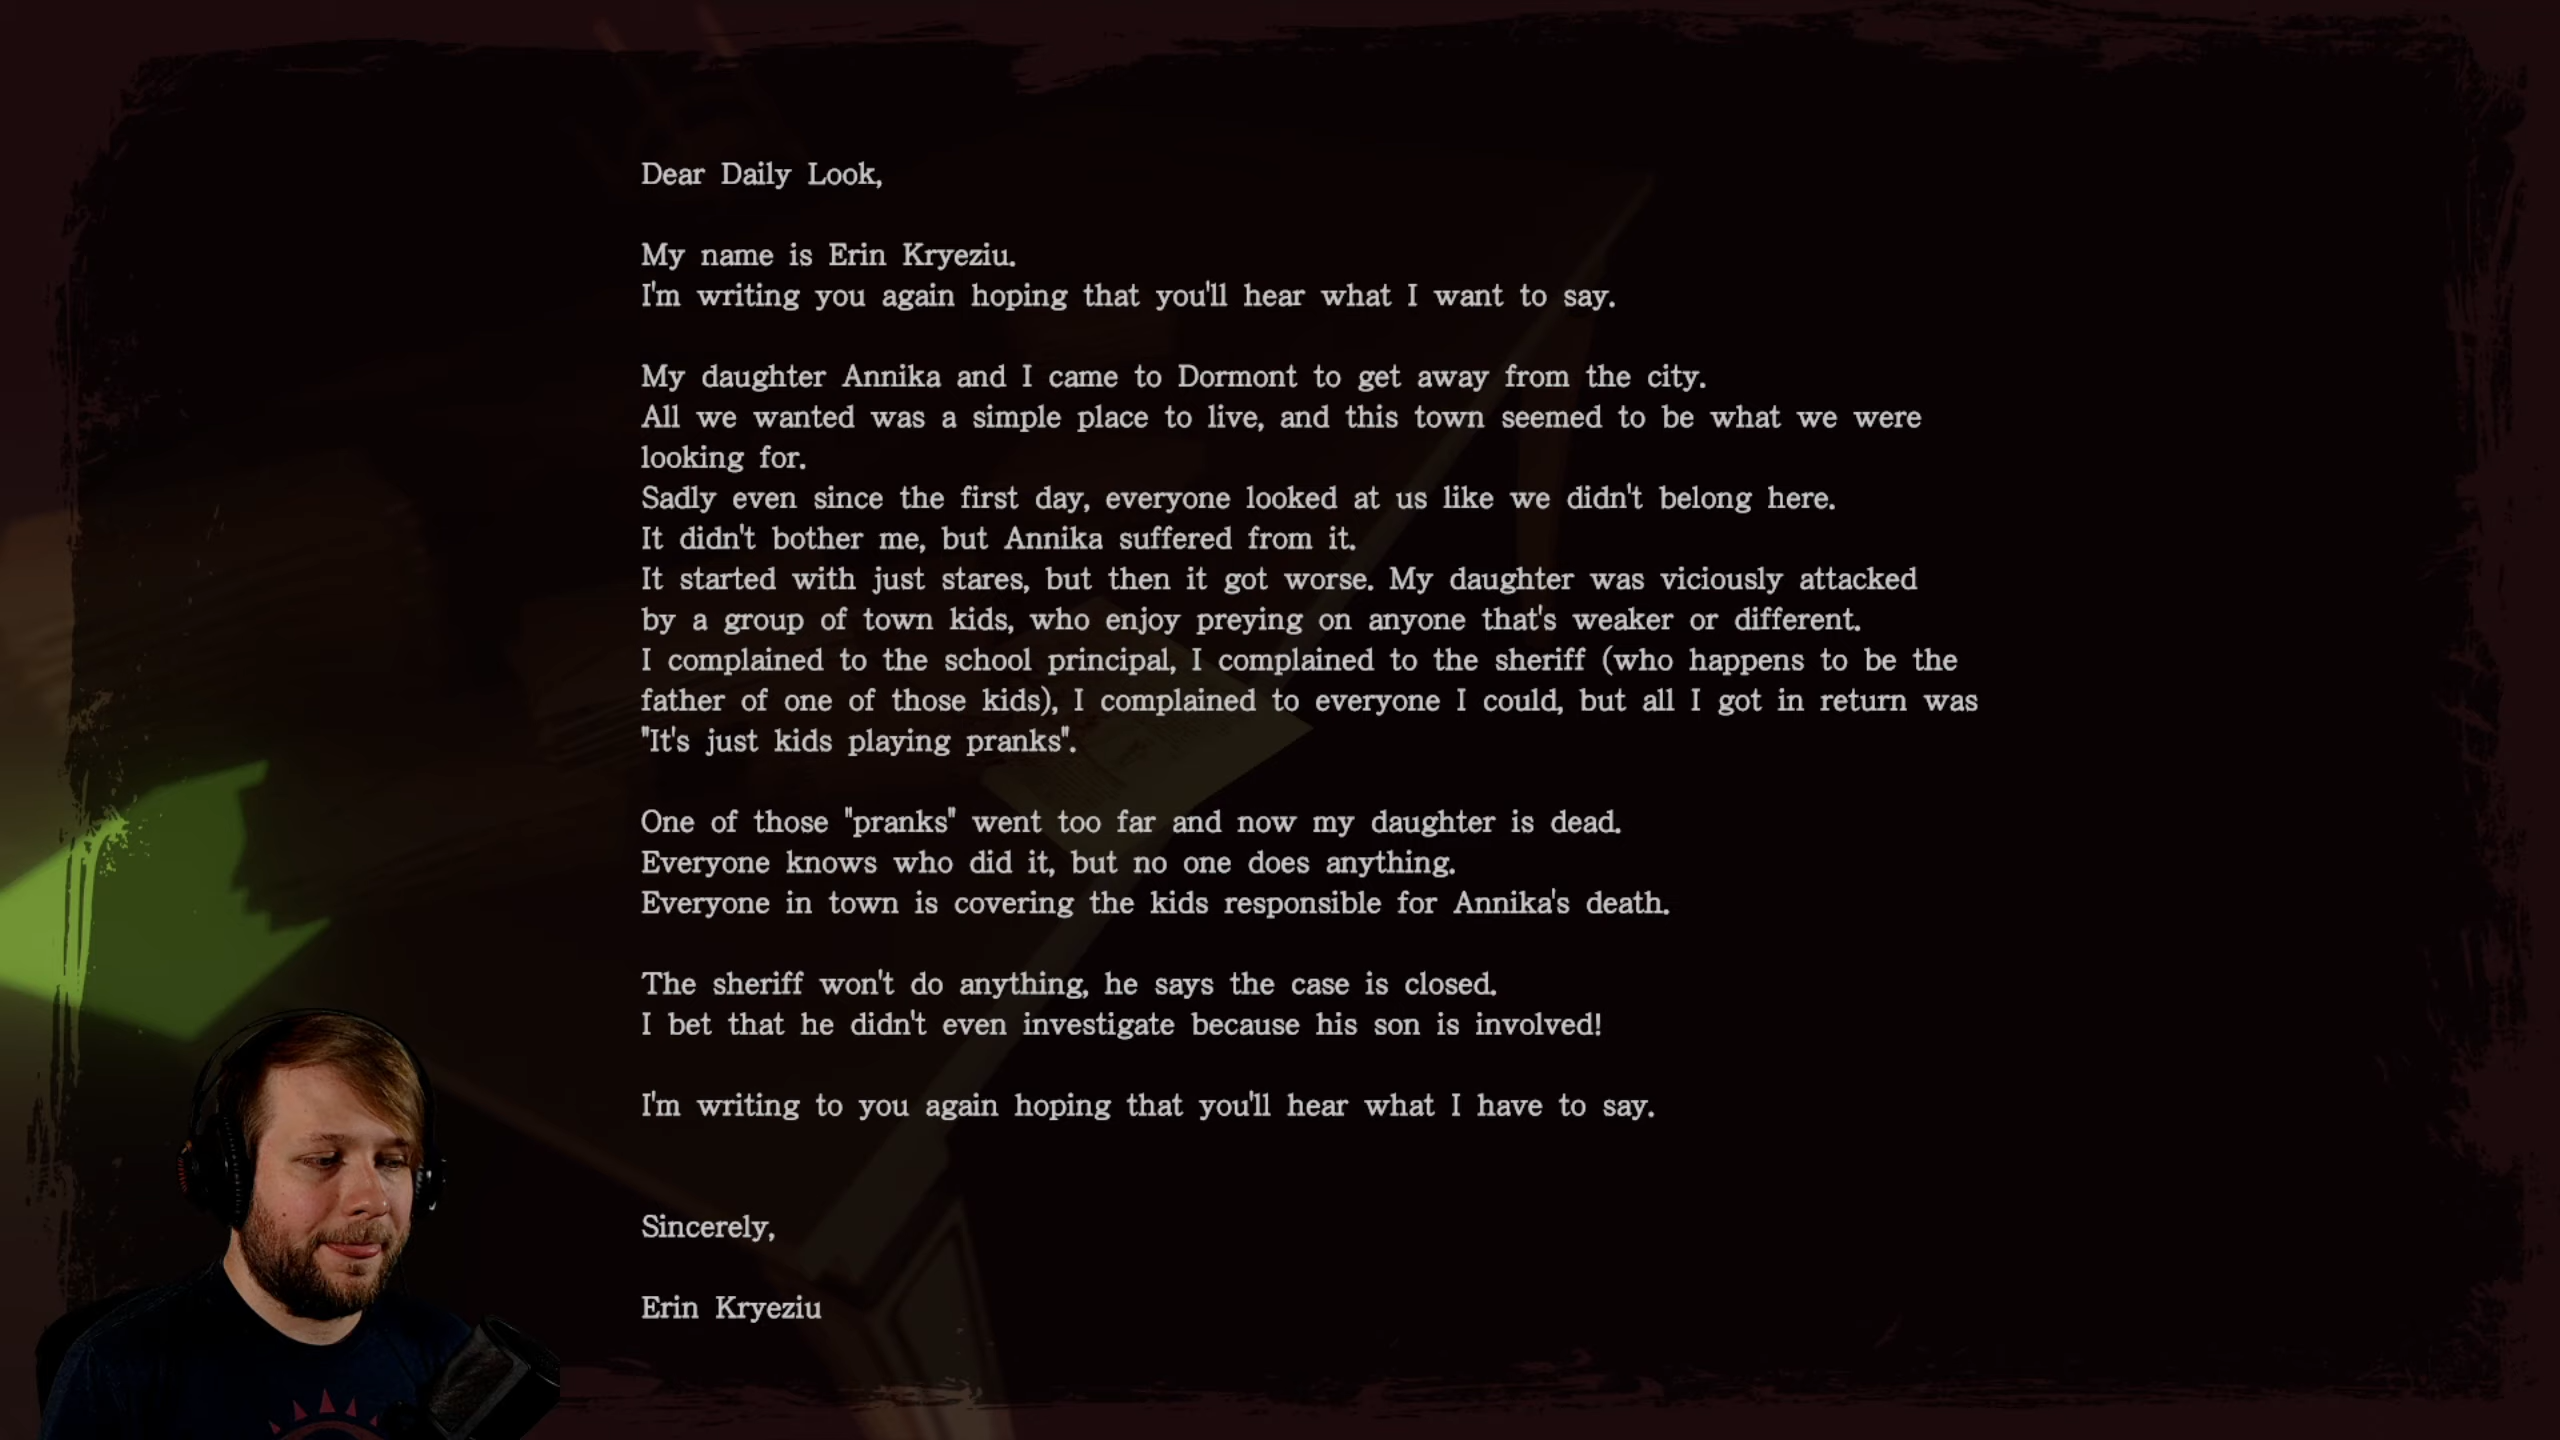 Dear Daily Look,
My name is Erin Kryeziu.
I'm writing you again hoping that you'll hear what I want to say.
My daughter Annika and I came to Dormont to get away from the city.
All we wanted was a simple place to live, and this town seemed to be what we were
looking for.
Sadly even since the first day, everyone looked at us like we didn't belong here.
It didn't bother me, but Annika suffered from it.
It started with just stares, but then it got worse. My daughter was viciously attacked
by a group of town kids, who enjoy preying on anyone that's weaker or different.
I complained to the school principal, I complained to the sheriff (who happens to be the
father of one of those kids), I complained to everyone I could, but all I got in return was
"It's just kids playing pranks".
One of those "pranks" went too far and now my daughter is dead.
Everyone knows who did it, but no one does anything.
Everyone in town is covering the kids responsible for Annika's death.
The sheriff won't do anything, he says the case is closed.
I bet that he didn't even investigate because his son is involved!
I'm writing to you again hoping that you'll hear what I have to say.
Sincerely,
Erin Kryeziu